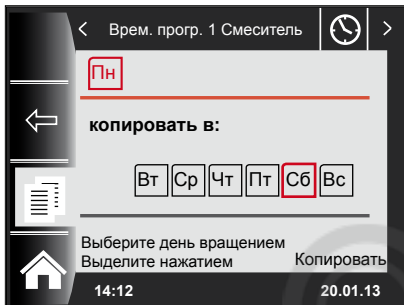 Врем. прогр. 1 Смеситель
Пн
копировать в:
Вт Ср Чт Пт Сб Вс
Выберите день вращением
Выделите нажатием Копировать
14:12 20.01.13